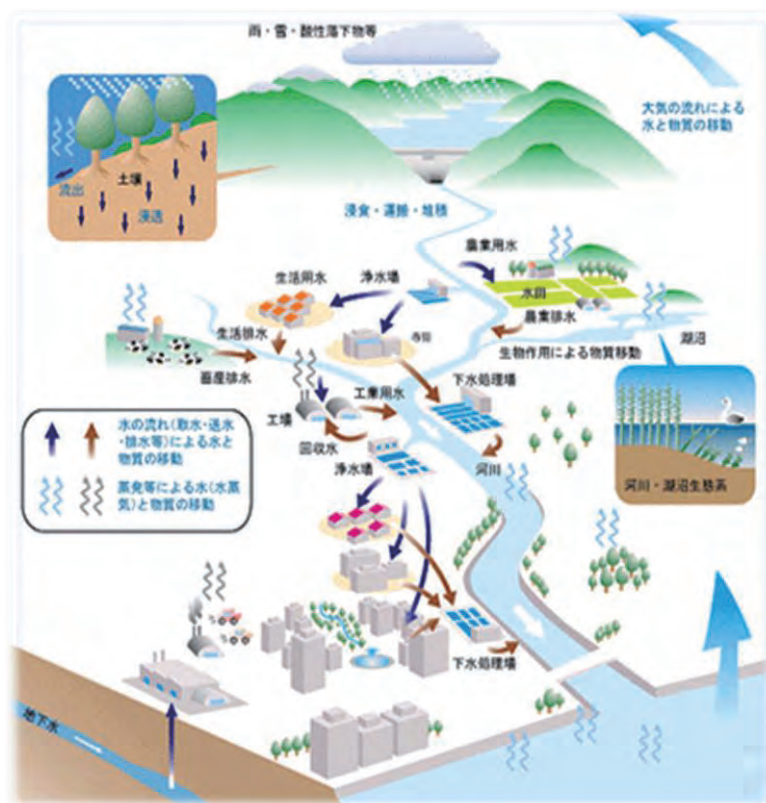 雨・雪・酸性落下物等
大気の流れによる
水と物質の移動
土壌
流出
浸透
浸食・運搬・堆積
農業用水
生活用水
浄水場
水田
農業排水
湖沼
生活排水
生物作用による物質移動
畜産排水
下水処理場
工業用水
工場
回収水
浄水場
河川
河川・湖沼生態系
水の流れ(取水・送水
・排水等)による水と
物質の移動
蒸発等による水(水蒸
気)と物質の移動
下水処理場
地下水